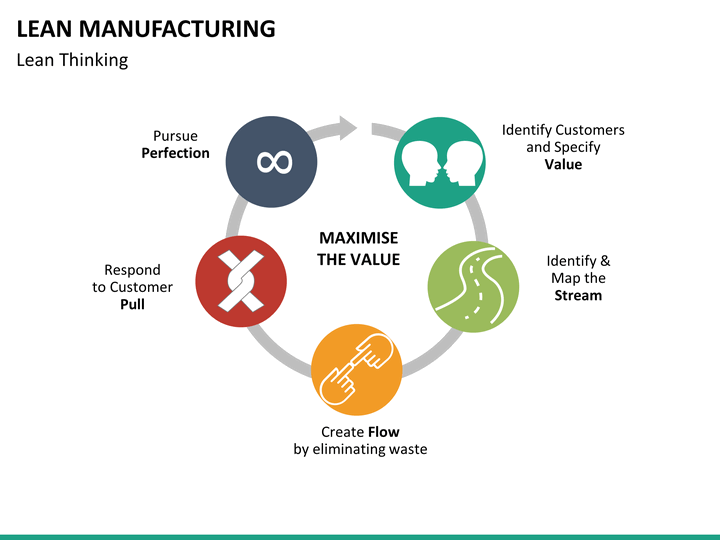 LEAN MANUFACTURING
Lean Thinking
Pursue
Perfection
Identify Customers
and Specify
Value
MAXIMISE
THE VALUE
Respond
to Customer
Pull
Identify &
Map the
Stream
Create Flow
by eliminating waste